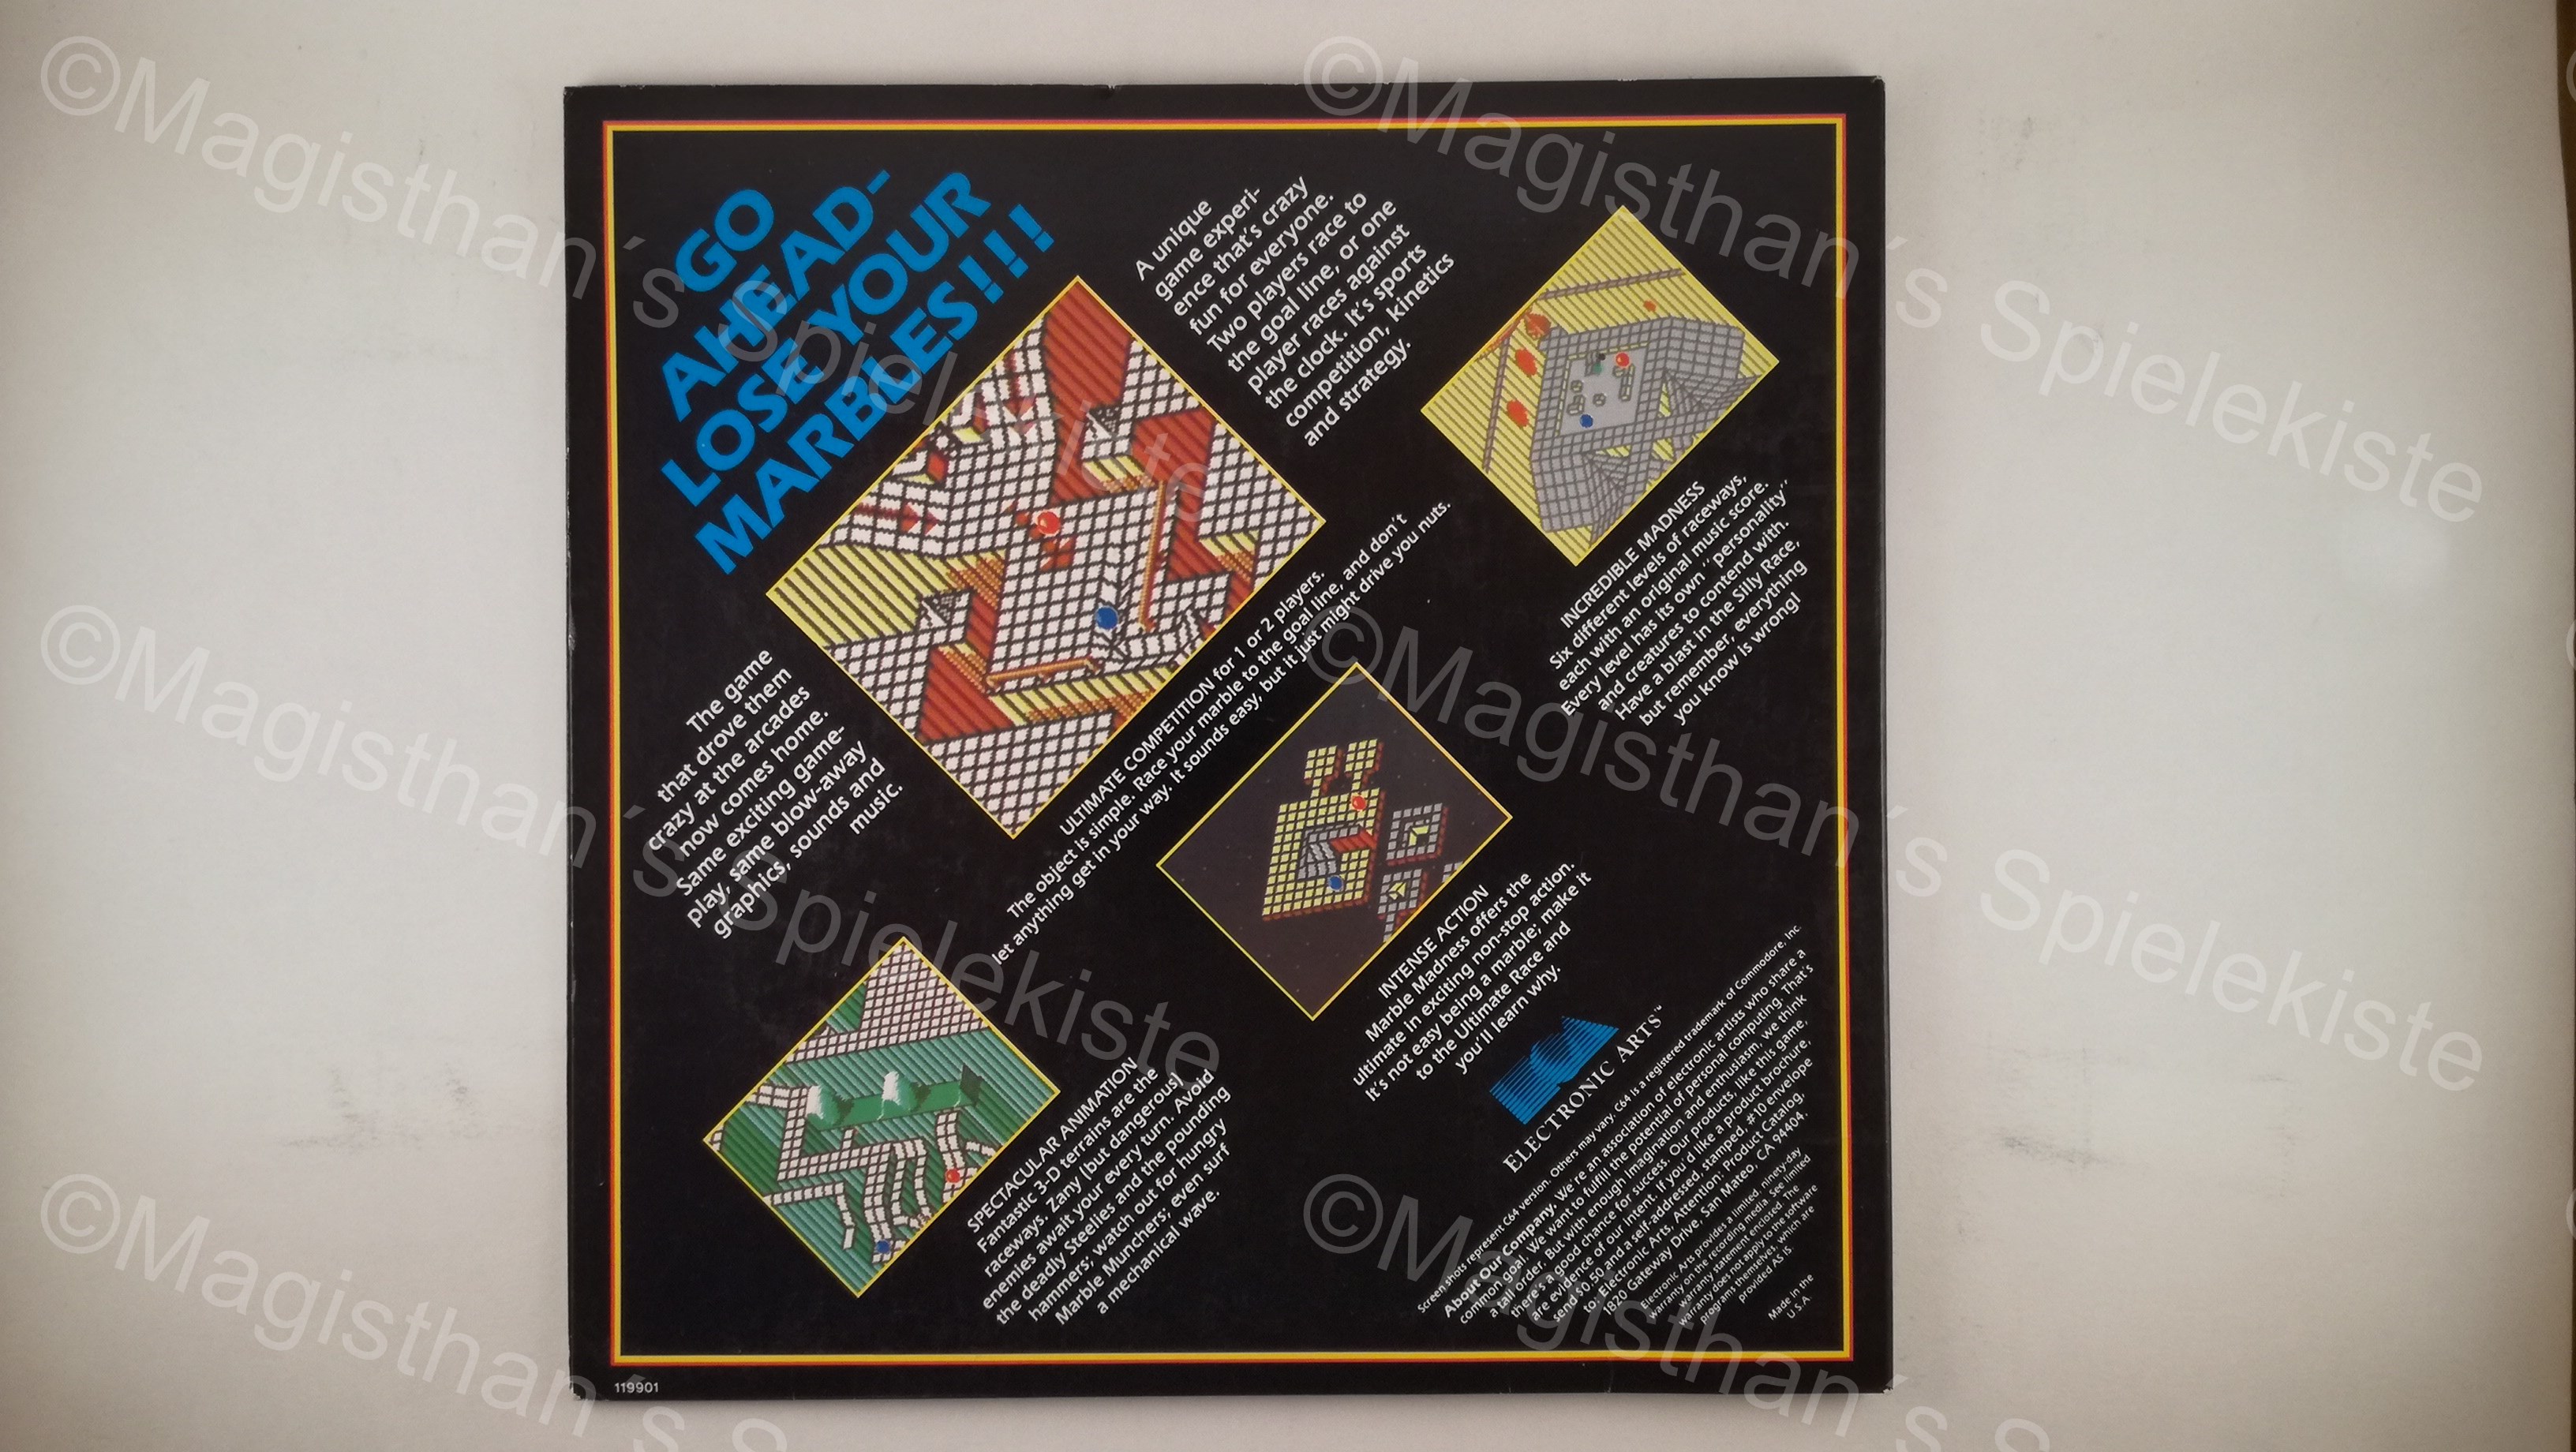 GO
AHEAD-
LOSE YOUR
MARBLES!!!
A unique
game experi-
ence that's crazy
fun for everyone.
Two players race to
the goal line, or one
player races against
the clock. It's sports
competition, kinetics
and strategy.
The game
that drove them
crazy at the arcades
now comes home.
Same exciting game-
play, same blow-away
graphics, sounds and
music.
ULTIMATE COMPETITION for 1 or 2 players.
The object is simple. Race your marble to the goal line, and don't
let anything get in your way. It sounds easy, but it just might drive you nuts.
INCREDIBLE MADNESS
Six different levels of raceways,
each with an original music score.
Every level has its own "personality"
and creatures to contend with.
Have a blast in the Silly Race,
but remember, everything
you know is wrong!
SPECTACULAR ANIMATION
Fantastic 3-D terrains are the
raceways. Zany (but dangerous)
enemies await your every turn. Avoid
the deadly Steelies and the pounding
hammers; watch out for hungry
Marble Munchers; even surf
a mechanical wave.
INTENSE ACTION
Marble Madness offers the
ultimate in exciting non-stop action.
It's not easy being a marble; make it
to the Ultimate Race and
you'll learn why.
ELECTRONIC ARTS™
Screen shots represent C64 version. Others may vary. C64 is a registered trademark of Commodore, Inc.
About Our Company. We're an association of electronic artists who share a
common goal. We want to fulfill the potential of personal computing. That's
a tall order. But with enough imagination and enthusiasm, we think
there's a good chance for success. Our products, like this game,
are evidence of our intent. If you'd like a product brochure,
send $0.50 and a self-addressed, stamped, #10 envelope
to: Electronic Arts, Attention: Product Catalog,
1820 Gateway Drive, San Mateo, CA 94404.
Electronic Arts provides a limited, ninety-day
warranty on the recording media. See limited
warranty statement enclosed. The
warranty does not apply to the software
programs themselves, which are
provided AS IS.
Made in the
U.S.A.
119901
©Magisthan´s Spielekiste
©Magisthan´s Spielekiste
©Magisthan´s Spielekiste
©Magisthan´s Spielekiste
©Magisthan´s S
©Magisthan´s S